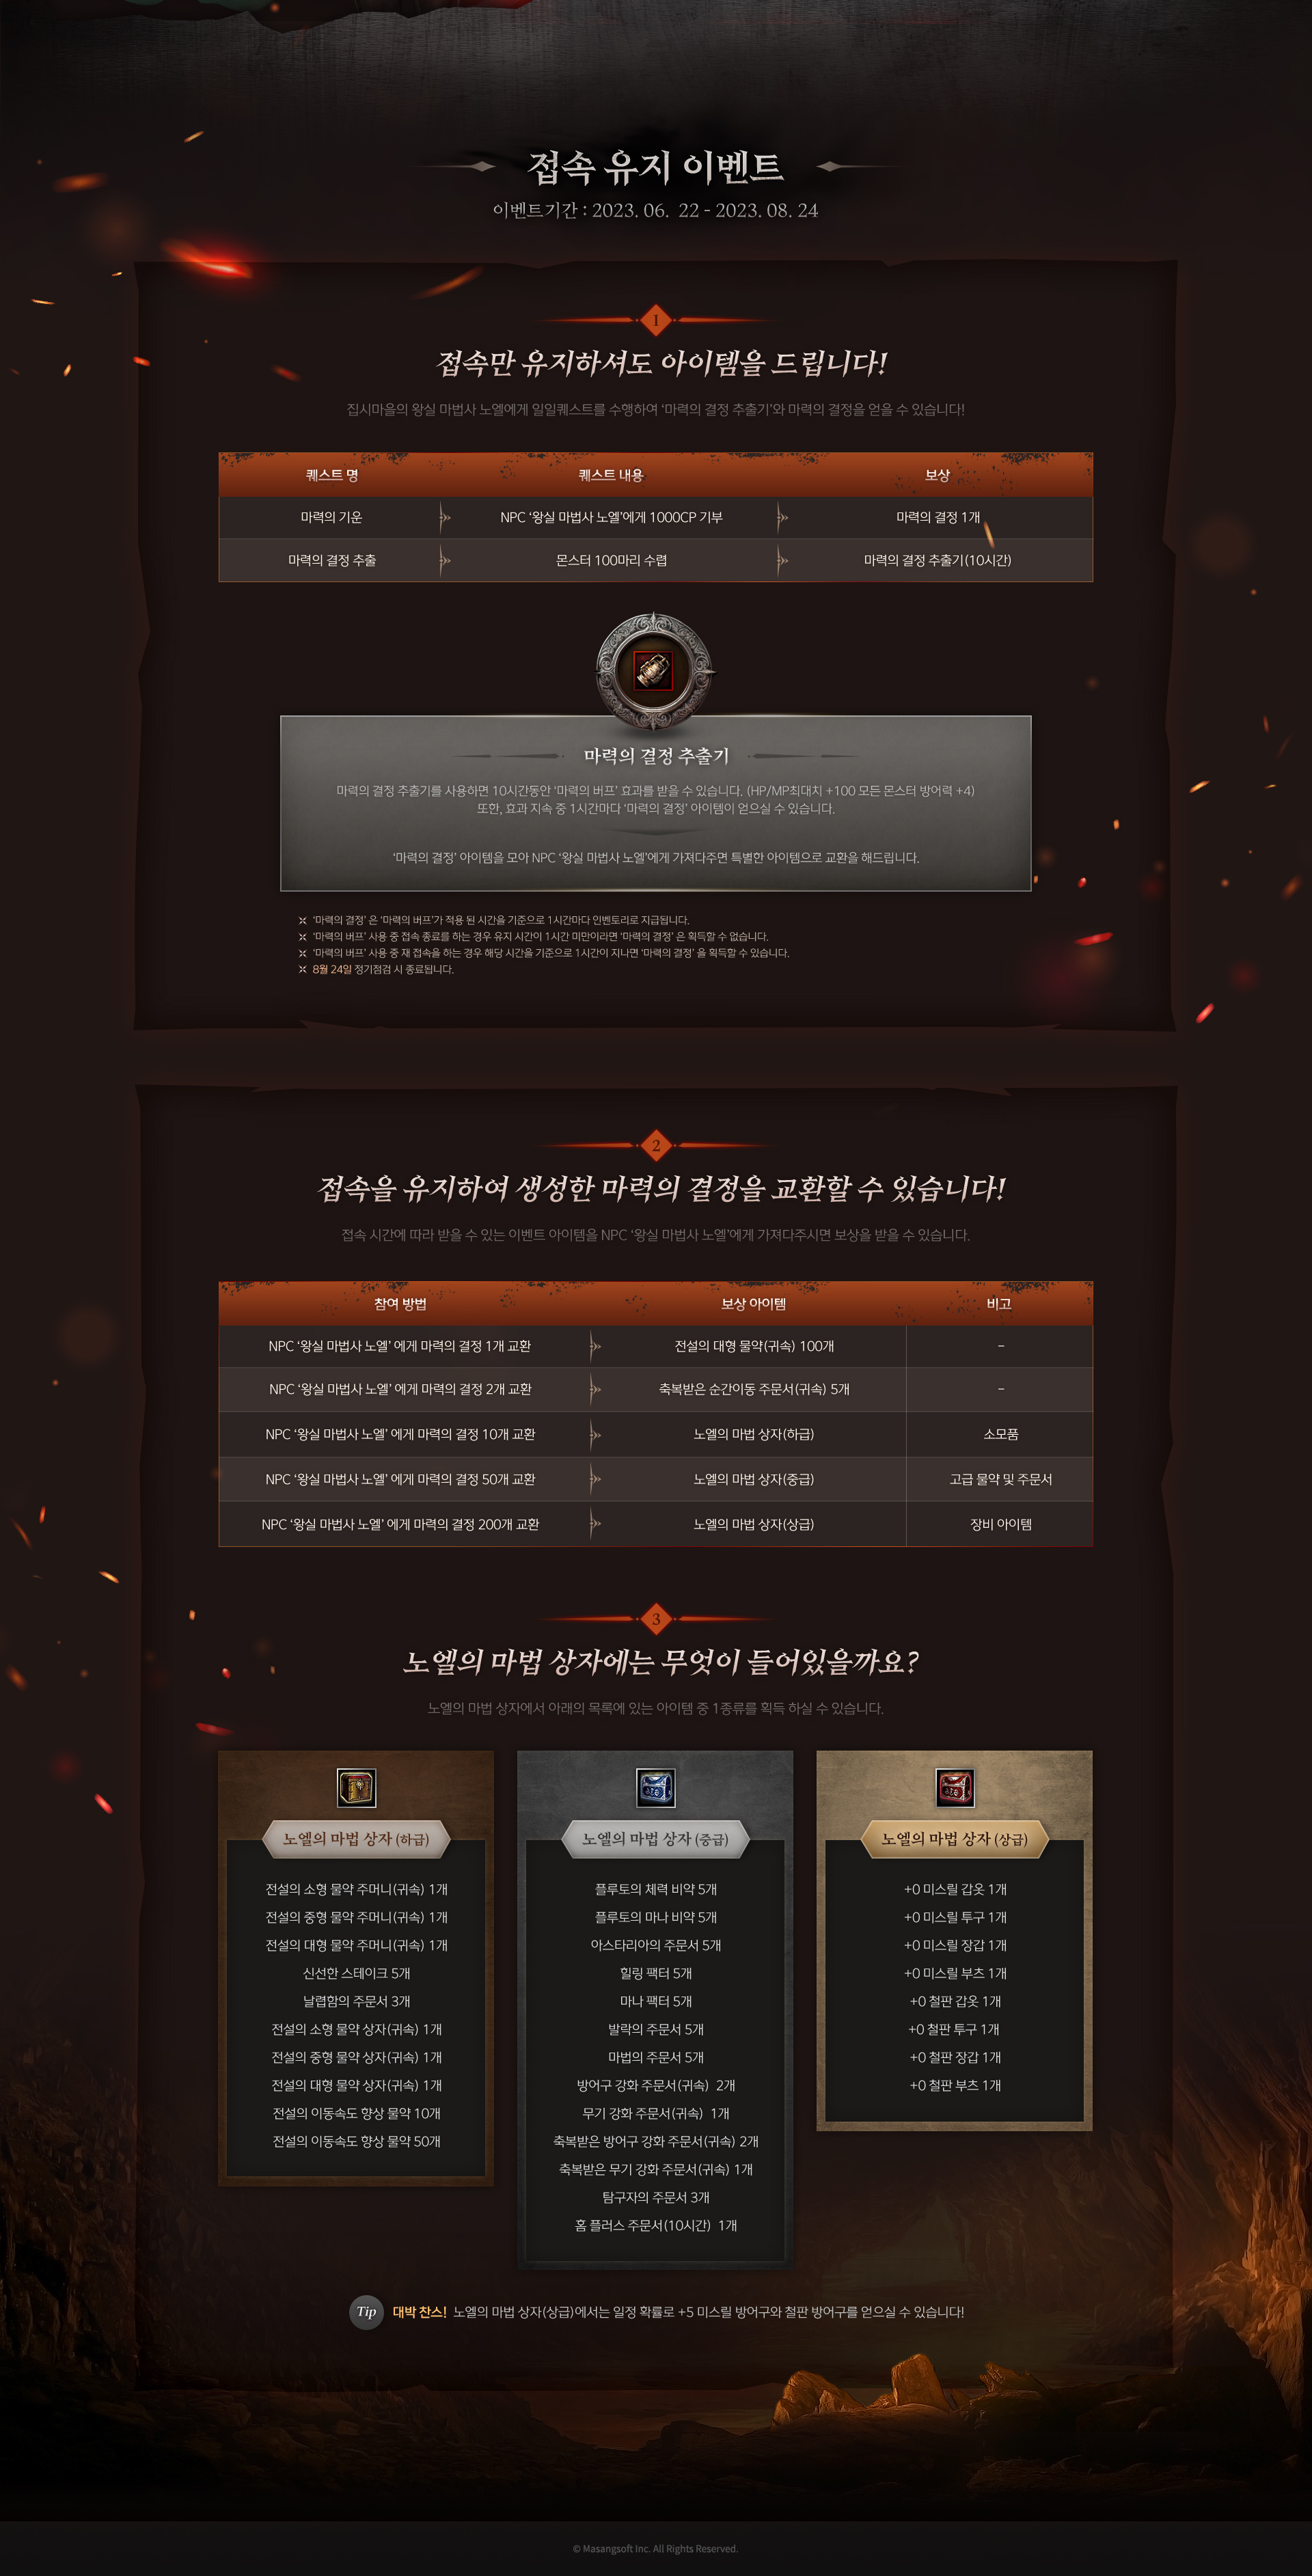 접속 유지 이벤트
이벤트기간 : 2023. 06. 22 - 2023. 08. 24
1
접속만 유지하셔도 아이템을 드립니다!
집시마을의 왕실 마법사 노엘에게 일일퀘스트를 수행하여 ‘마력의 결정 추출기’와 마력의 결정을 얻을 수 있습니다!
퀘스트 명 퀘스트 내용 보상
마력의 기운 NPC ‘왕실 마법사 노엘’에게 1000CP 기부 마력의 결정 1개
마력의 결정 추출 몬스터 100마리 수렵 마력의 결정 추출기(10시간)
마력의 결정 추출기
마력의 결정 추출기를 사용하면 10시간동안 ‘마력의 버프’ 효과를 받을 수 있습니다. (HP/MP최대치 +100 모든 몬스터 방어력 +4)
또한, 효과 지속 중 1시간마다 ‘마력의 결정’ 아이템이 얻으실 수 있습니다.
‘마력의 결정’ 아이템을 모아 NPC ‘왕실 마법사 노엘’에게 가져다주면 특별한 아이템으로 교환을 해드립니다.
‘마력의 결정’ 은 ‘마력의 버프’가 적용 된 시간을 기준으로 1시간마다 인벤토리로 지급됩니다.
‘마력의 버프’ 사용 중 접속 종료를 하는 경우 유지 시간이 1시간 미만이라면 ‘마력의 결정’ 은 획득할 수 없습니다.
‘마력의 버프’ 사용 중 재 접속을 하는 경우 해당 시간을 기준으로 1시간이 지나면 ‘마력의 결정’ 을 획득할 수 있습니다.
8월 24일 정기점검 시 종료됩니다.
2
접속을 유지하여 생성한 마력의 결정을 교환할 수 있습니다!
접속 시간에 따라 받을 수 있는 이벤트 아이템을 NPC ‘왕실 마법사 노엘’에게 가져다주시면 보상을 받을 수 있습니다.
참여 방법 보상 아이템 비고
NPC ‘왕실 마법사 노엘’ 에게 마력의 결정 1개 교환 전설의 대형 물약(귀속) 100개 –
NPC ‘왕실 마법사 노엘’ 에게 마력의 결정 2개 교환 축복받은 순간이동 주문서(귀속) 5개 –
NPC ‘왕실 마법사 노엘’ 에게 마력의 결정 10개 교환 노엘의 마법 상자(하급) 소모품
NPC ‘왕실 마법사 노엘’ 에게 마력의 결정 50개 교환 노엘의 마법 상자(중급) 고급 물약 및 주문서
NPC ‘왕실 마법사 노엘’ 에게 마력의 결정 200개 교환 노엘의 마법 상자(상급) 장비 아이템
3
노엘의 마법 상자에는 무엇이 들어있을까요?
노엘의 마법 상자에서 아래의 목록에 있는 아이템 중 1종류를 획득 하실 수 있습니다.
노엘의 마법 상자 (하급)
전설의 소형 물약 주머니(귀속) 1개
전설의 중형 물약 주머니(귀속) 1개
전설의 대형 물약 주머니(귀속) 1개
신선한 스테이크 5개
날렵함의 주문서 3개
전설의 소형 물약 상자(귀속) 1개
전설의 중형 물약 상자(귀속) 1개
전설의 대형 물약 상자(귀속) 1개
전설의 이동속도 향상 물약 10개
전설의 이동속도 향상 물약 50개
노엘의 마법 상자 (중급)
플루토의 체력 비약 5개
플루토의 마나 비약 5개
아스타리아의 주문서 5개
힐링 팩터 5개
마나 팩터 5개
발락의 주문서 5개
마법의 주문서 5개
방어구 강화 주문서(귀속) 2개
무기 강화 주문서(귀속) 1개
축복받은 방어구 강화 주문서(귀속) 2개
축복받은 무기 강화 주문서(귀속) 1개
탐구자의 주문서 3개
홈 플러스 주문서(10시간) 1개
노엘의 마법 상자 (상급)
+0 미스릴 갑옷 1개
+0 미스릴 투구 1개
+0 미스릴 장갑 1개
+0 미스릴 부츠 1개
+0 철판 갑옷 1개
+0 철판 투구 1개
+0 철판 장갑 1개
+0 철판 부츠 1개
Tip 대박 찬스! 노엘의 마법 상자(상급)에서는 일정 확률로 +5 미스릴 방어구와 철판 방어구를 얻으실 수 있습니다!
© Masangsoft Inc. All Rights Reserved.